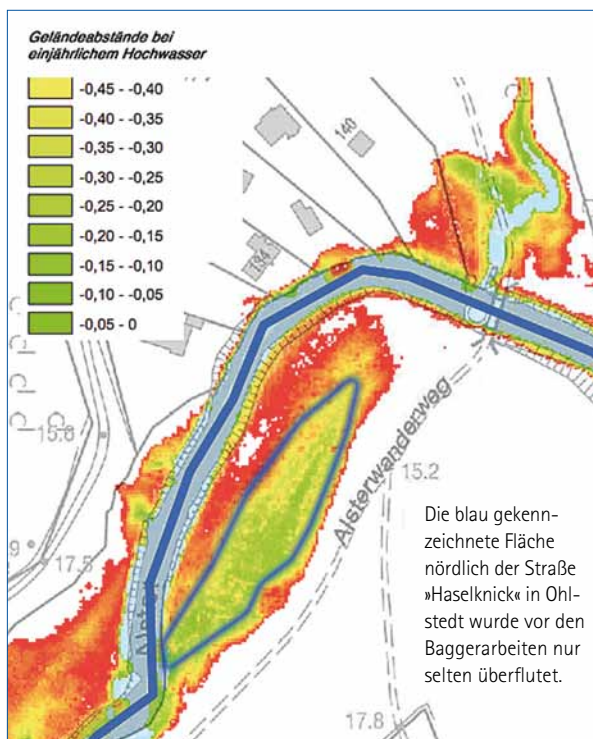 Geländeabstände bei
einjährlichem Hochwasser
-0,45 - -0,40
-0,40 - -0,35
-0,35 - -0,30
-0,30 - -0,25
-0,25 - -0,20
-0,20 - -0,15
-0,15 - -0,10
-0,10 - -0,05
-0,05 - 0
140
134
Alsterwanderweg
15.2
17.5
17.8
Die blau gekenn-
zeichnete Fläche
nördlich der Straße
»Haselknick« in Ohl-
stedt wurde vor den
Baggerarbeiten nur
selten überflutet.